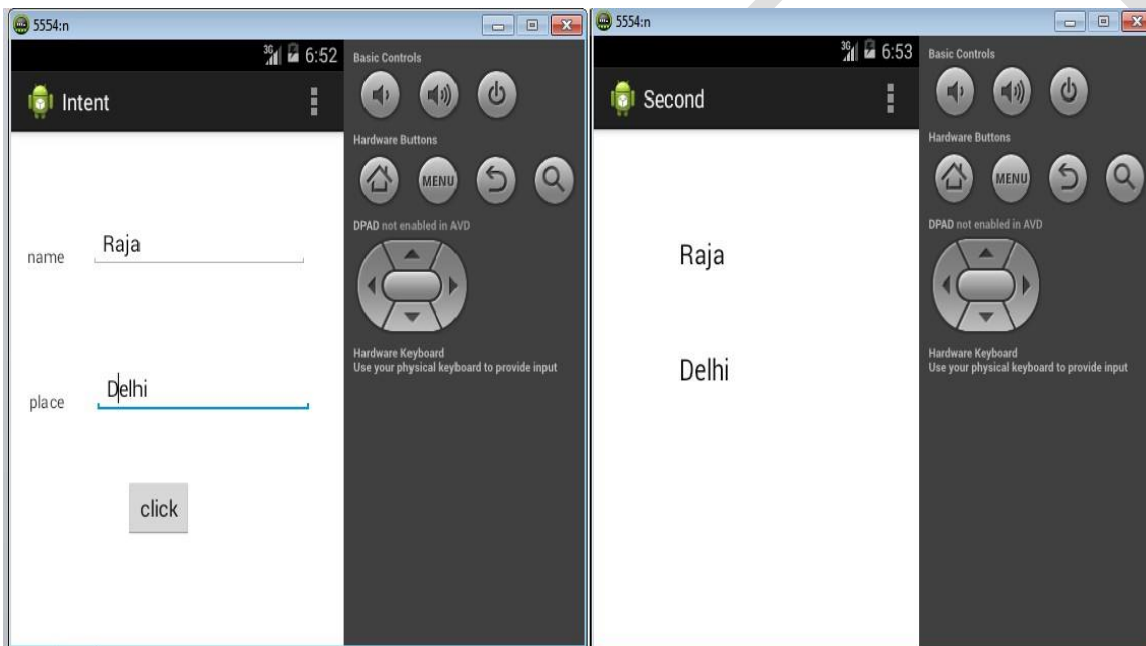 5554:n
3G 6:52
Intent
name Raja
place Delhi
click
Basic Controls
Hardware Buttons
MENU
DPAD not enabled in AVD
Hardware Keyboard
Use your physical keyboard to provide input
5554:n
3G 6:53
Second
Raja
Delhi
Basic Controls
Hardware Buttons
MENU
DPAD not enabled in AVD
Hardware Keyboard
Use your physical keyboard to provide input